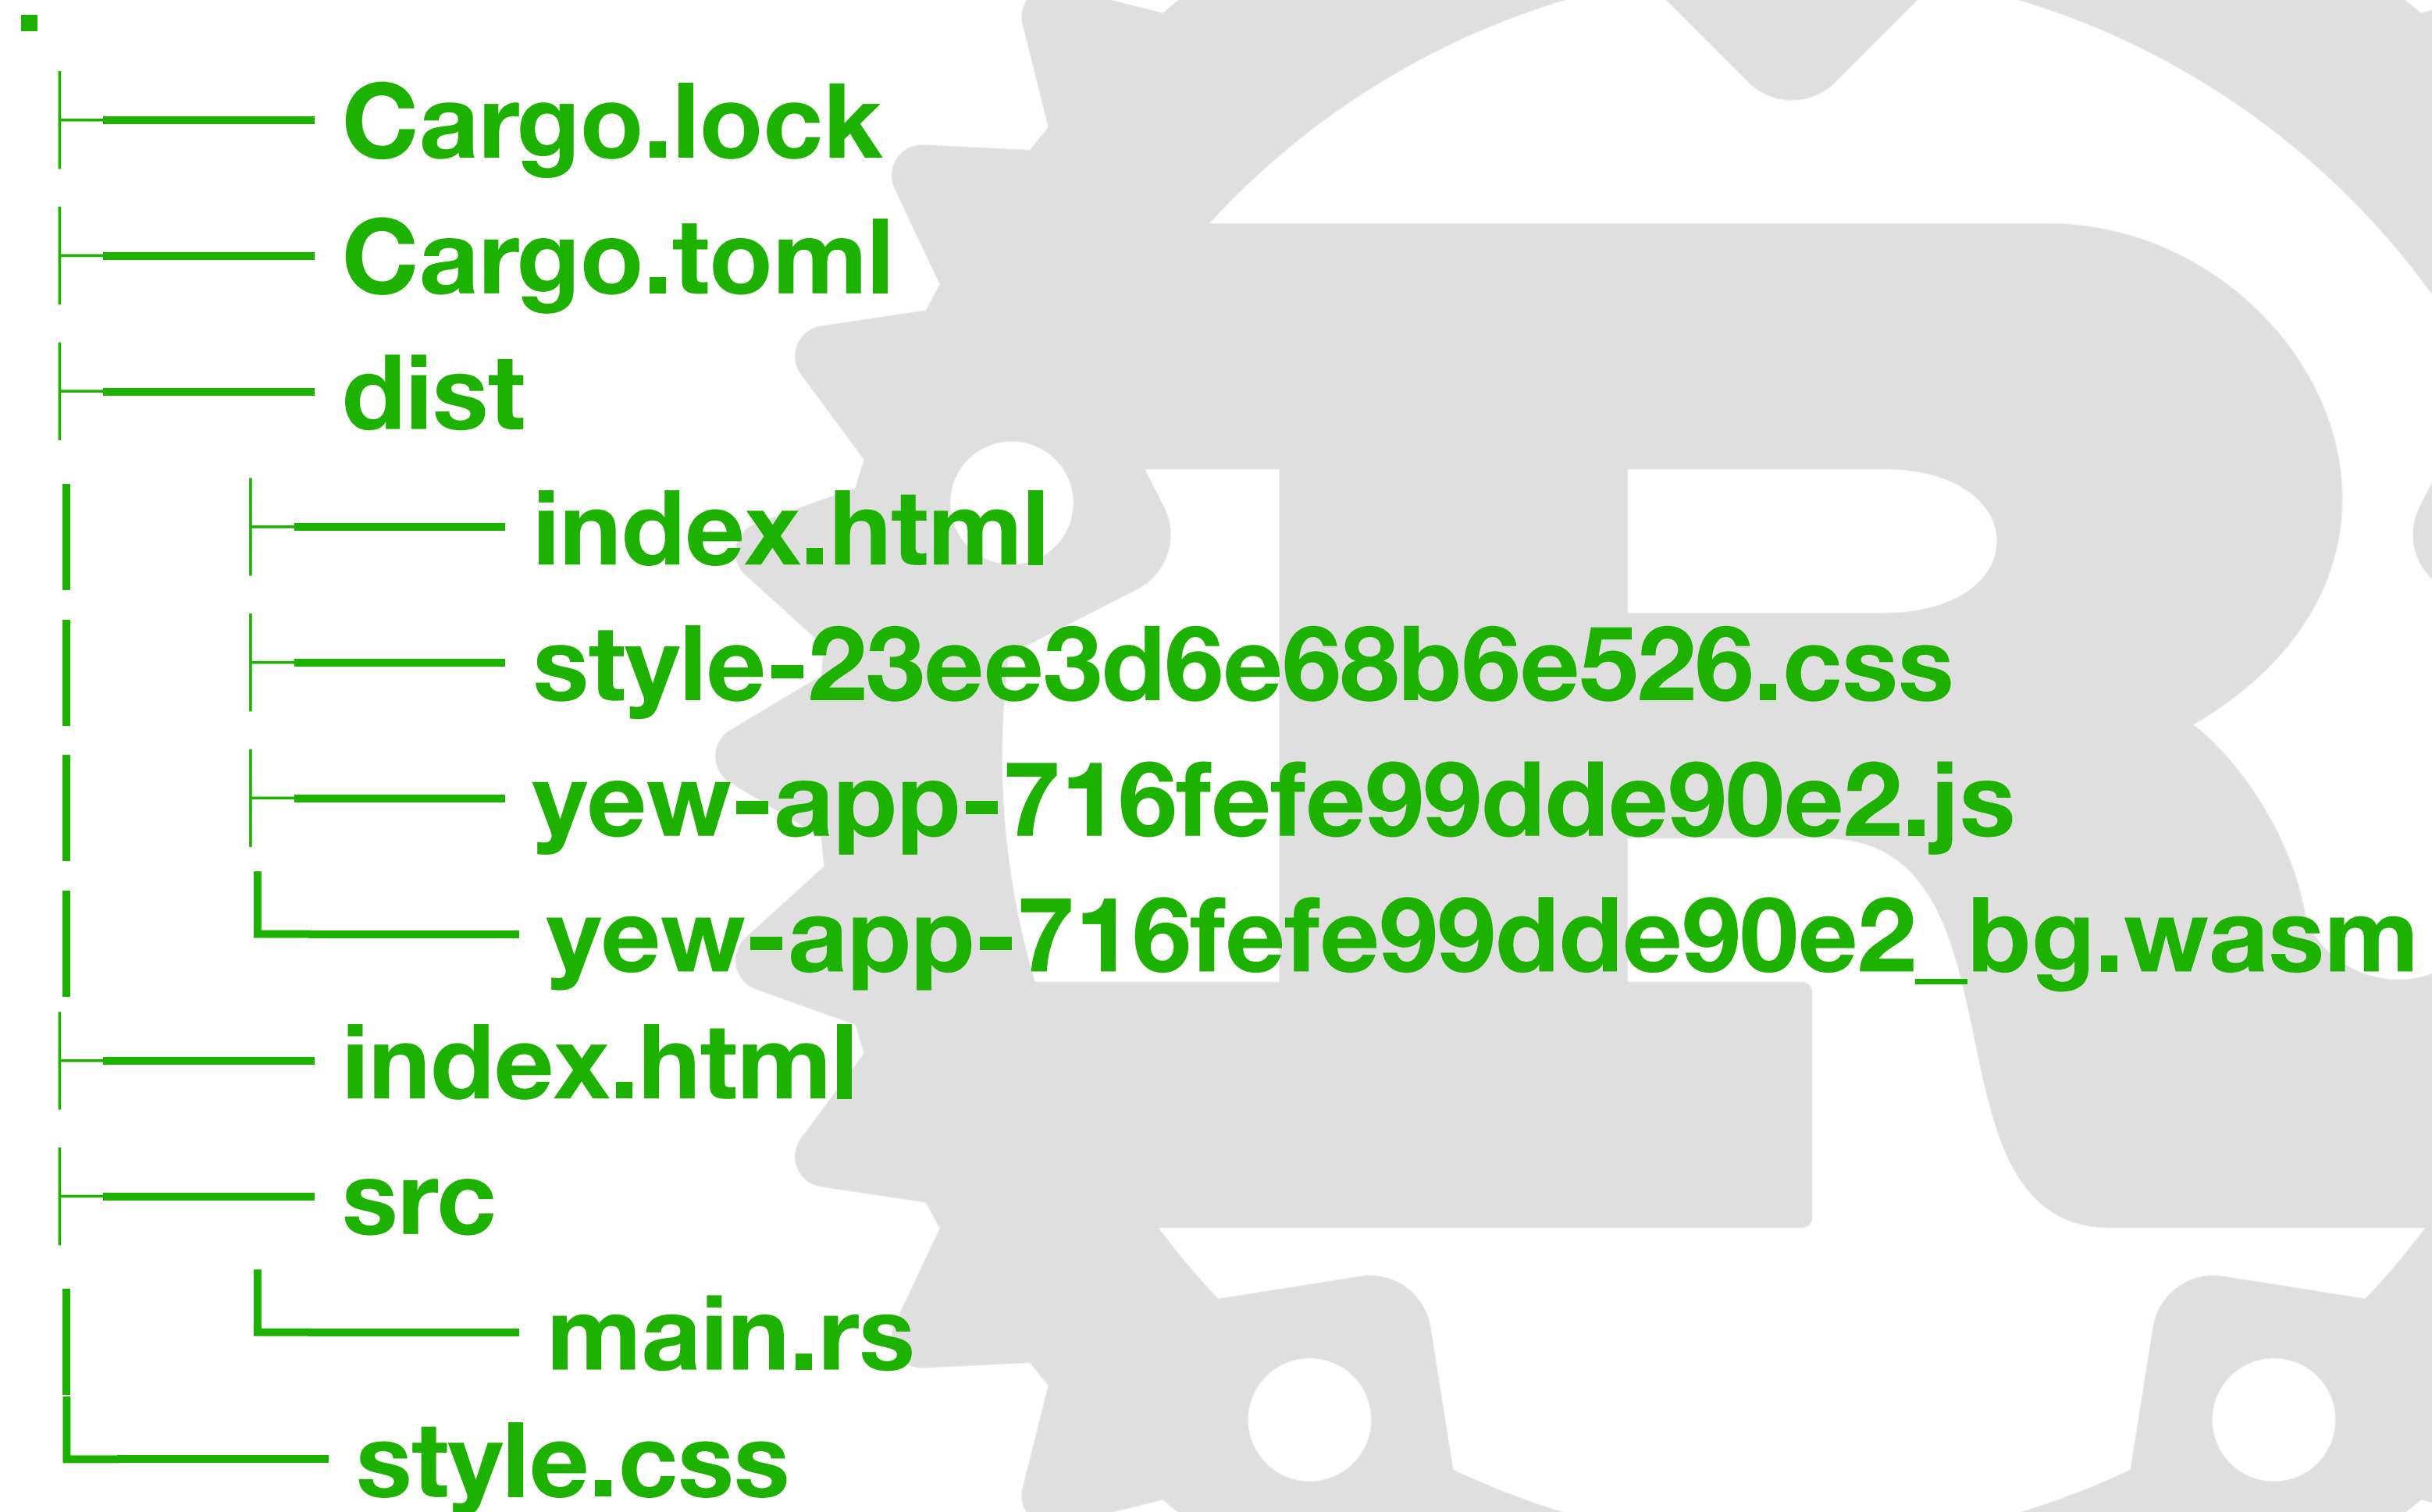 .
├── Cargo.lock
├── Cargo.toml
├── dist
│   ├── index.html
│   ├── style-23ee3d6e68b6e526.css
│   ├── yew-app-716fefe99dde90e2.js
│   └── yew-app-716fefe99dde90e2_bg.wasm
├── index.html
├── src
│   └── main.rs
└── style.css